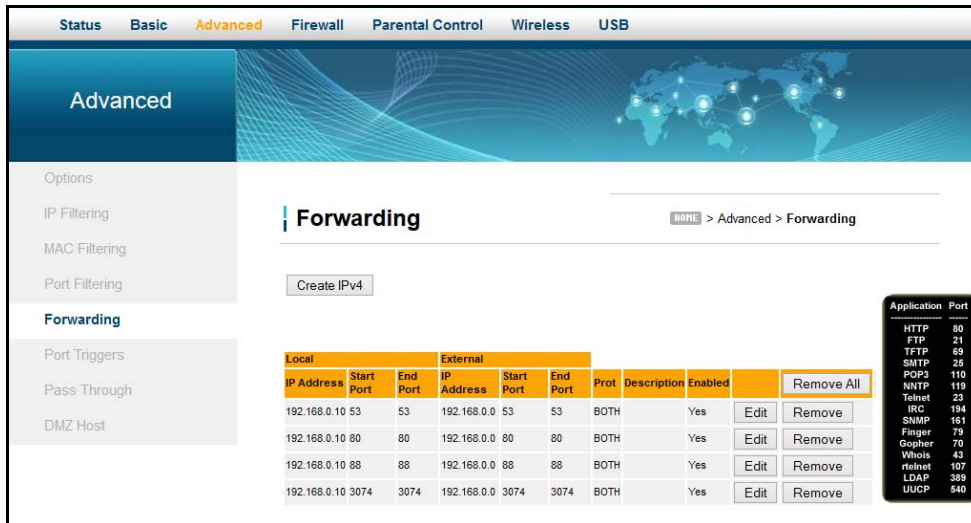 Status Basic Advanced Firewall Parental Control Wireless USB
Advanced
Options
IP Filtering
MAC Filtering
Port Filtering
Forwarding
Port Triggers
Pass Through
DMZ Host
Forwarding
HOME > Advanced > Forwarding
Create IPv4
Local External
IP Address Start Port End Port IP Address Start Port End Port Prot Description Enabled Remove All
192.168.0.10 53 53 192.168.0.0 53 53 BOTH Yes Edit Remove
192.168.0.10 80 80 192.168.0.0 80 80 BOTH Yes Edit Remove
192.168.0.10 88 88 192.168.0.0 88 88 BOTH Yes Edit Remove
192.168.0.10 3074 3074 192.168.0.0 3074 3074 BOTH Yes Edit Remove
Application Port
HTTP 80
FTP 21
TFTP 69
SMTP 25
POP3 110
NNTP 119
Telnet 23
IRC 194
SNMP 161
Finger 79
Gopher 70
Whois 43
rtelnet 107
LDAP 389
UUCP 540